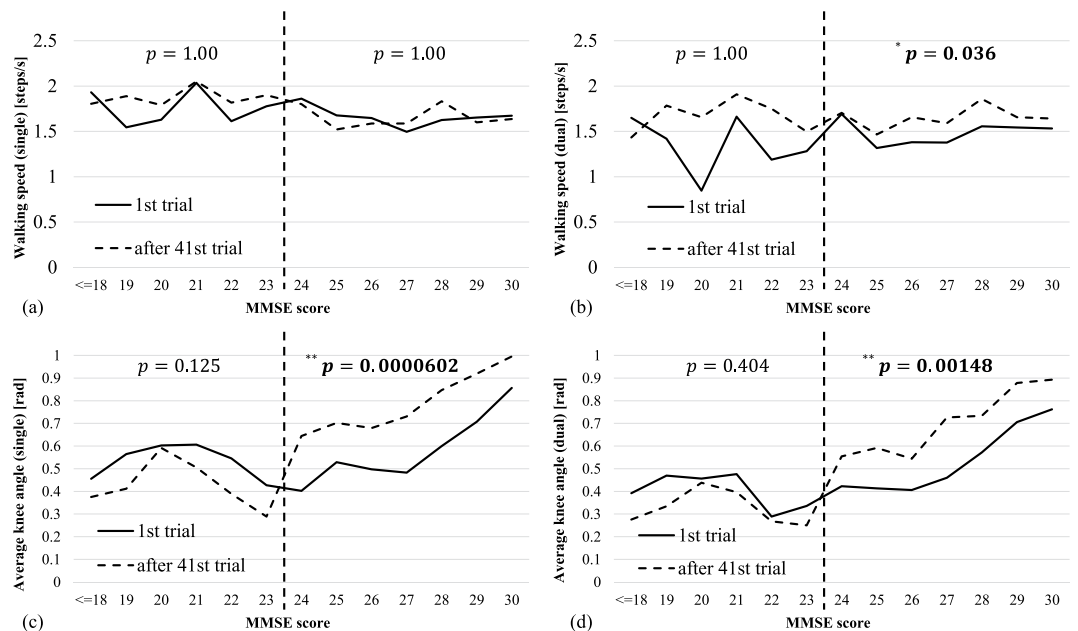 Walking speed (single) [steps/s]
2.5
2
1.5
1
0.5
0
p = 1.00
p = 1.00
1st trial
after 41st trial
<=18 19 20 21 22 23 24 25 26 27 28 29 30
(a)
MMSE score
Walking speed (dual) [steps/s]
2.5
2
1.5
1
0.5
0
p = 1.00
* p = 0.036
1st trial
after 41st trial
<=18 19 20 21 22 23 24 25 26 27 28 29 30
(b)
MMSE score
Average knee angle (single) [rad]
1
0.9
0.8
0.7
0.6
0.5
0.4
0.3
0.2
0.1
0
p = 0.125
** p = 0.0000602
1st trial
after 41st trial
<=18 19 20 21 22 23 24 25 26 27 28 29 30
(c)
MMSE score
Average knee angle (dual) [rad]
1
0.9
0.8
0.7
0.6
0.5
0.4
0.3
0.2
0.1
0
p = 0.404
** p = 0.00148
1st trial
after 41st trial
<=18 19 20 21 22 23 24 25 26 27 28 29 30
(d)
MMSE score